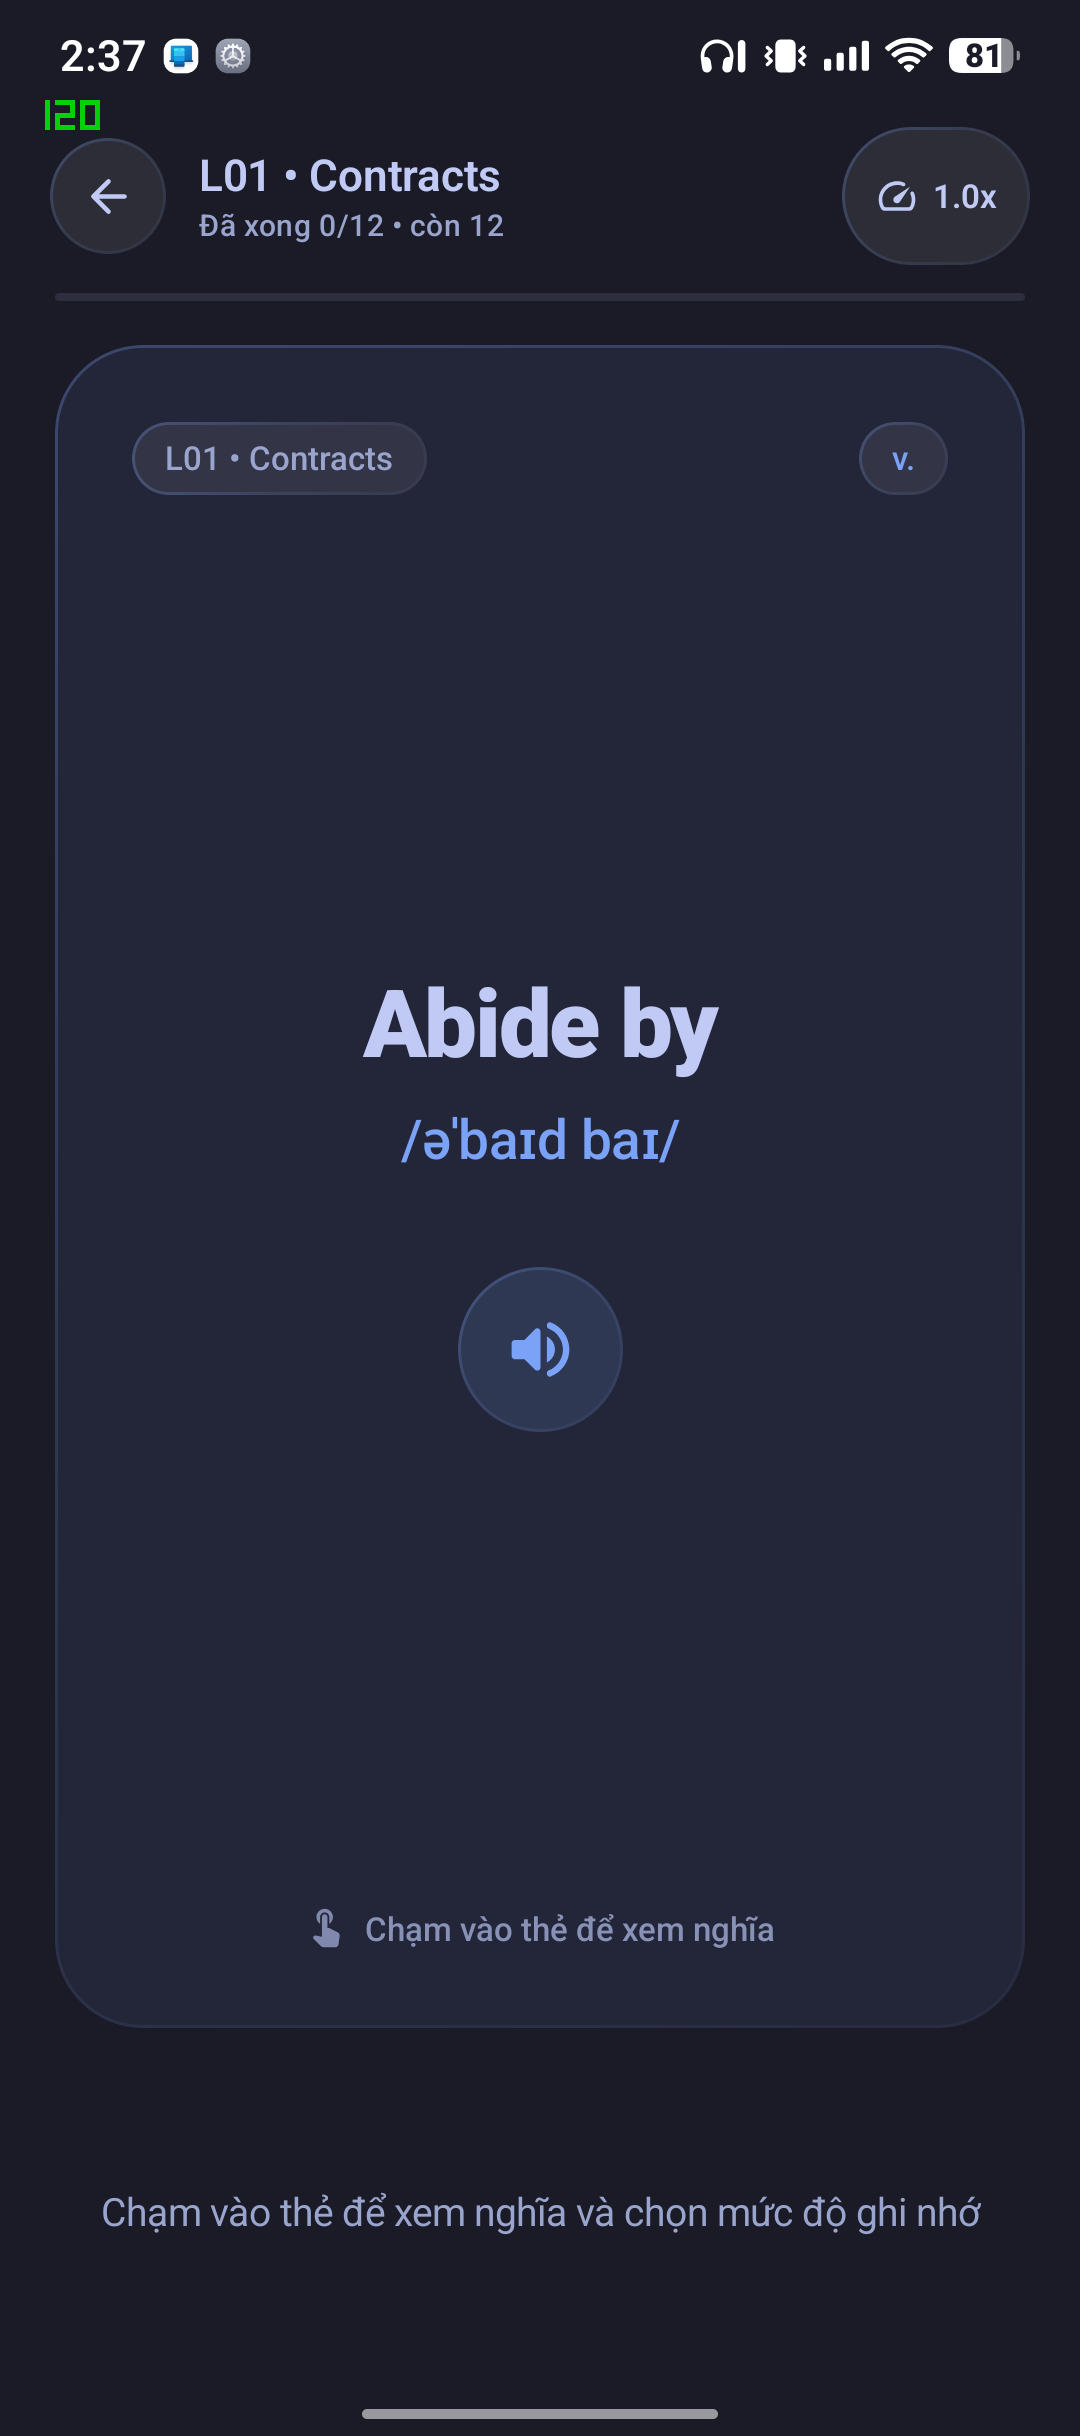 2:37
81
120
L01 • Contracts
Đã xong 0/12 • còn 12
1.0x
L01 • Contracts
v.
Abide by
/əˈbaɪd baɪ/
Chạm vào thẻ để xem nghĩa
Chạm vào thẻ để xem nghĩa và chọn mức độ ghi nhớ